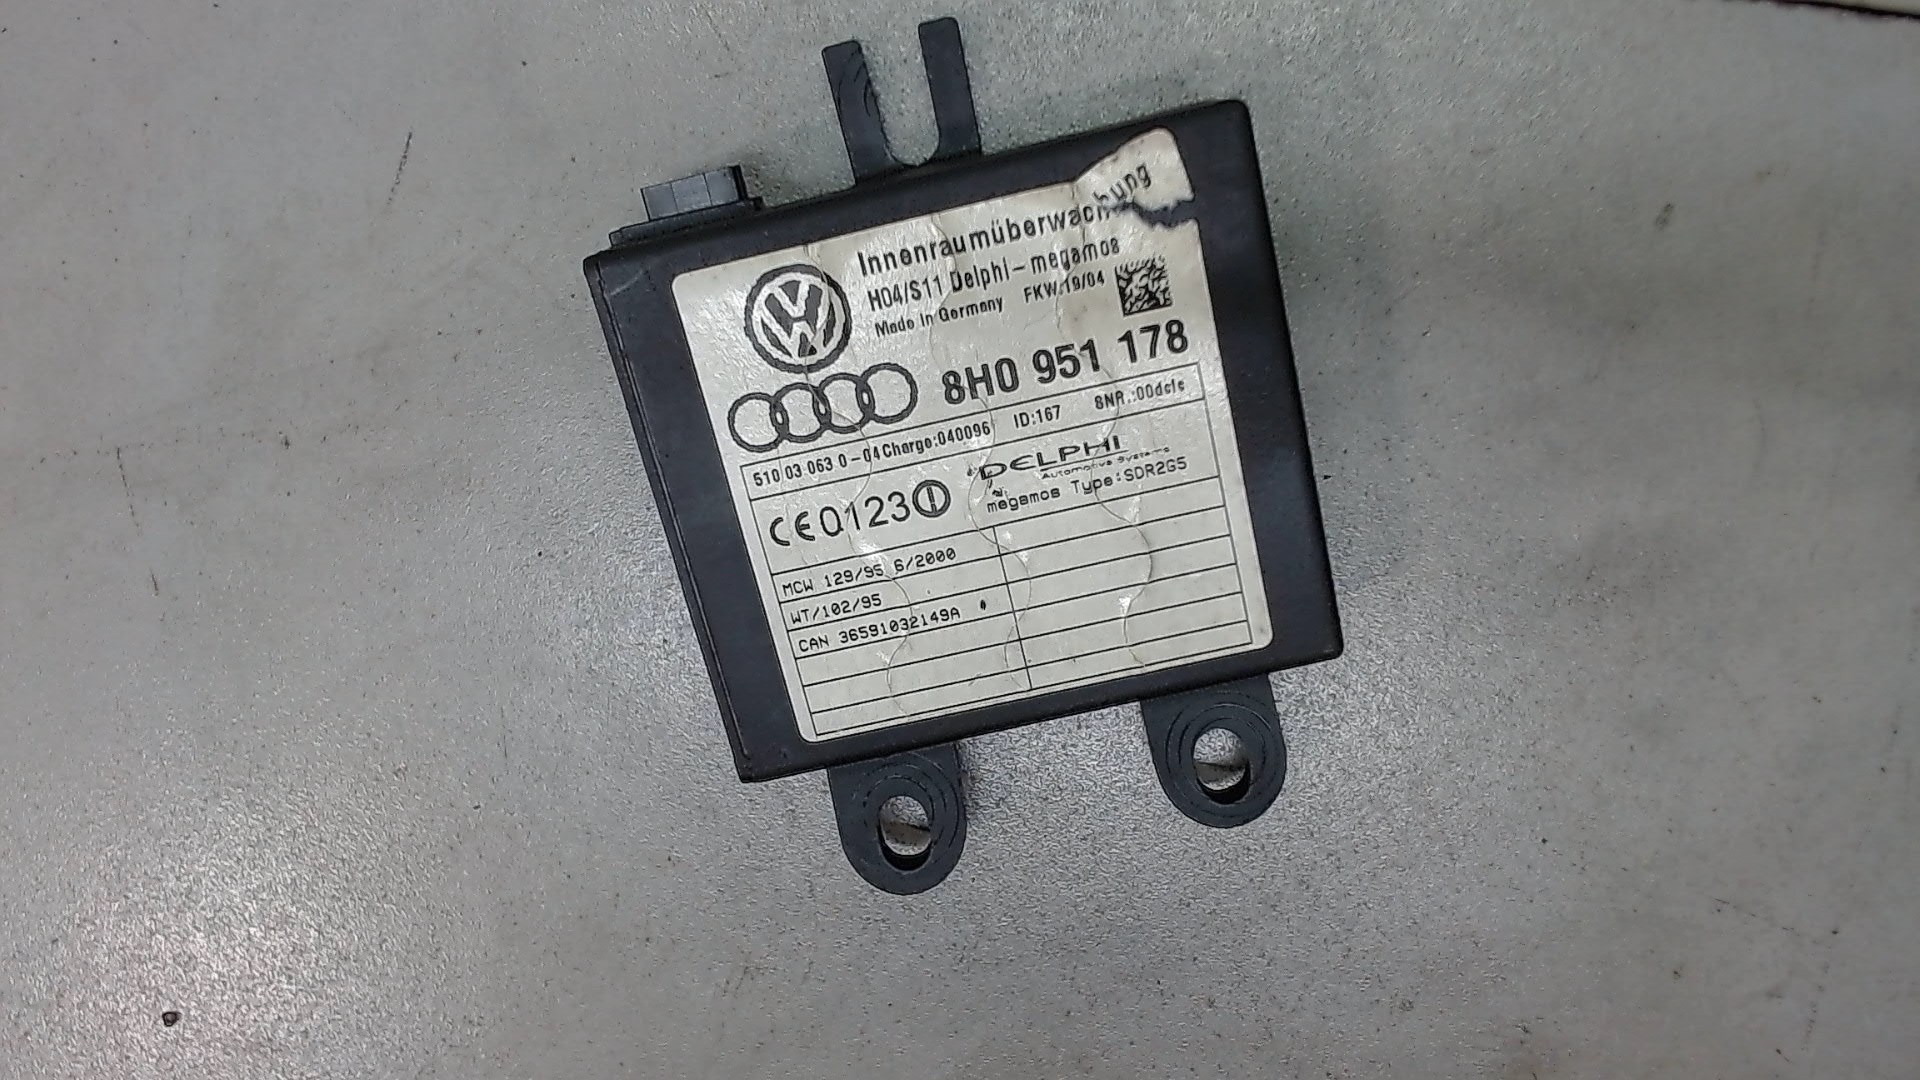 Innenraumüberwachung
H04/S11 Delphi-megamos
Made in Germany FKW:19/04
8H0 951 178
510 03 063 0-04 Charge:040096 ID:167 SNR.:00dcfc
CE0123
DELPHI
Automotive Systems
megamos Type:SDR2G5
MCW 129/95 6/2000
WT/102/95
CAN 36591032149A